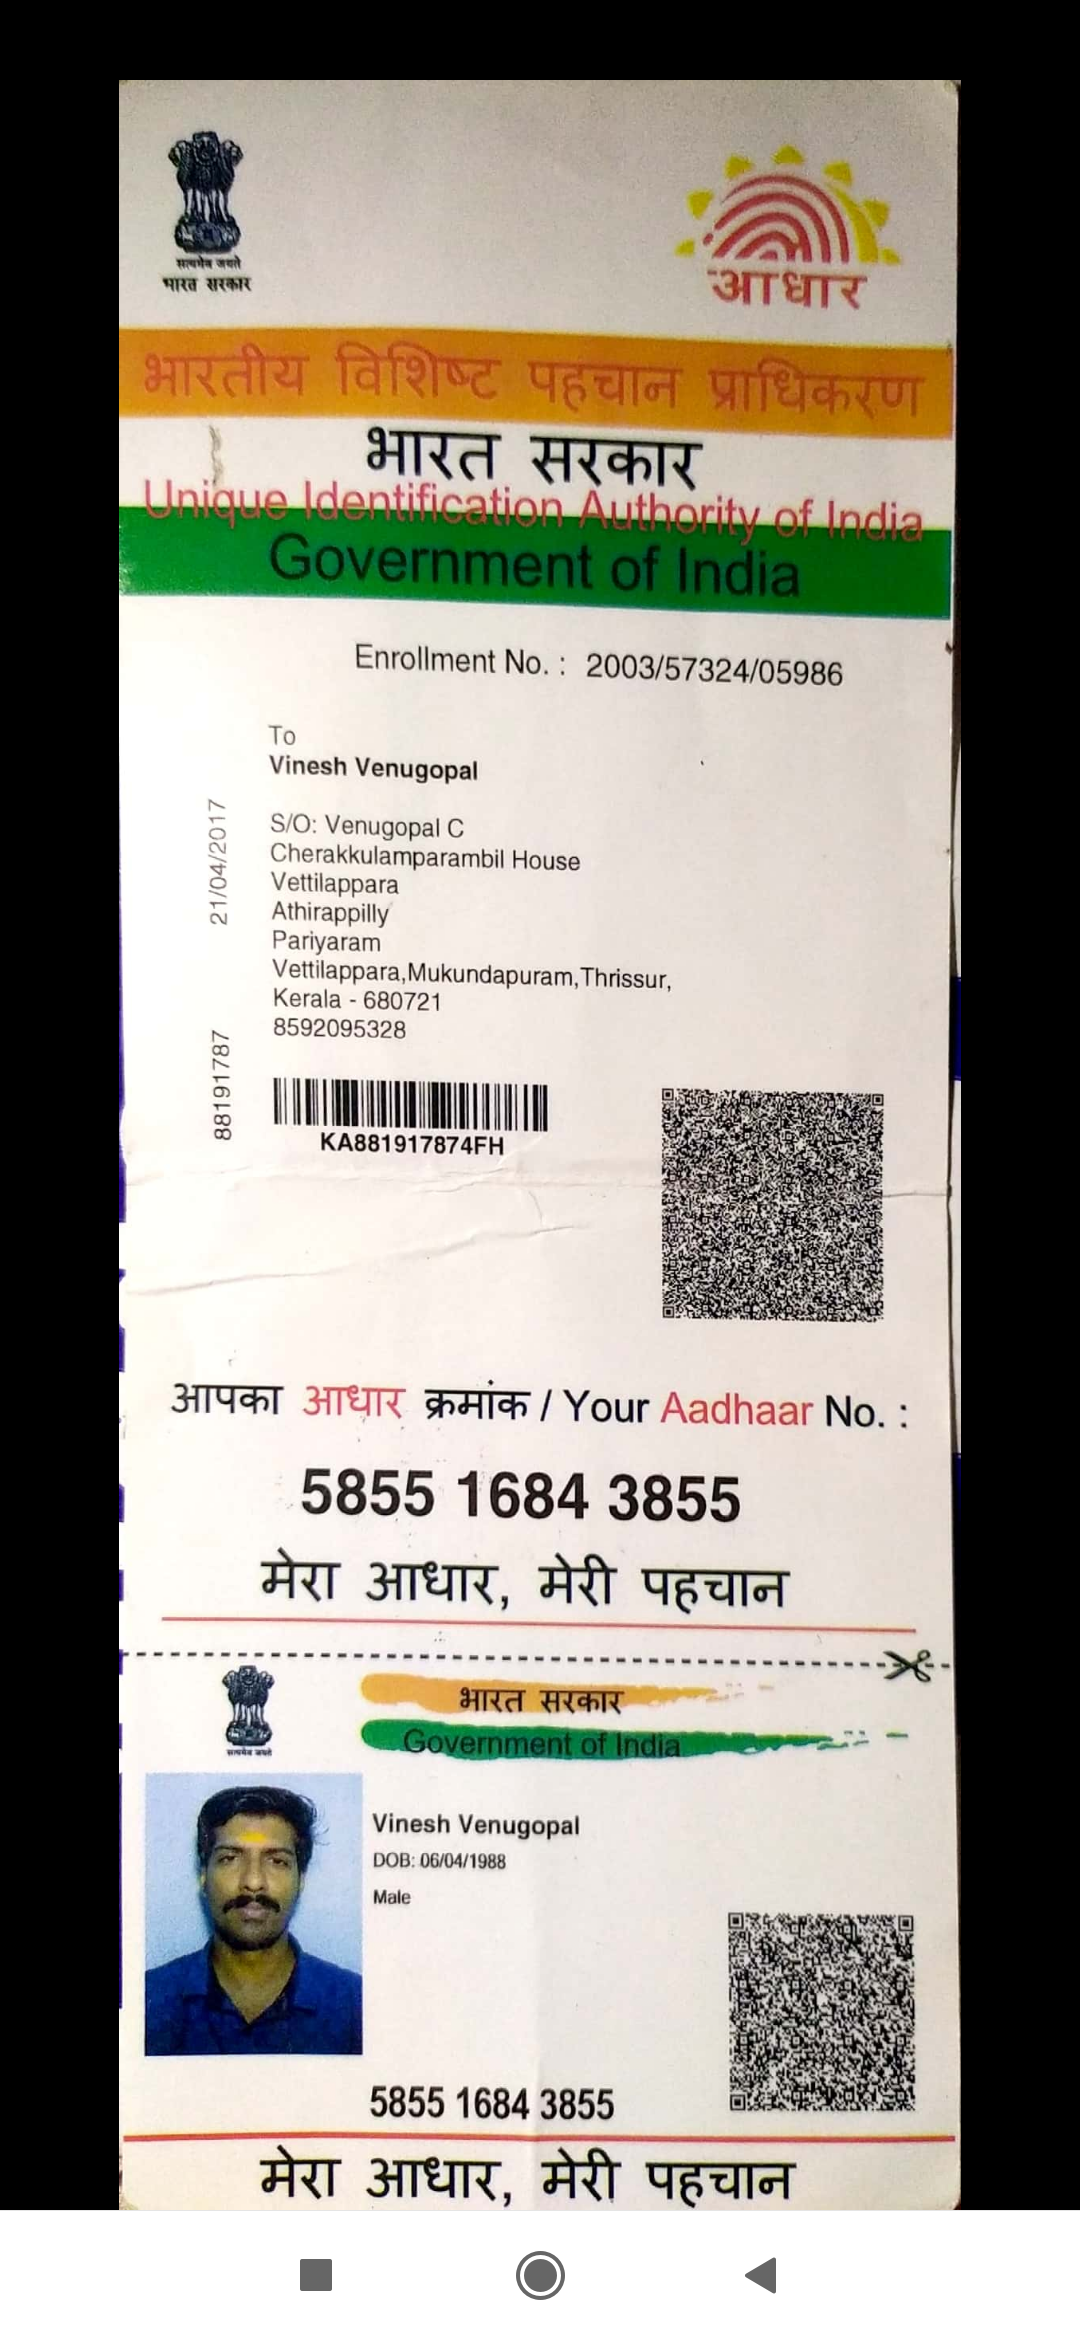 सत्यमेव जयते
भारत सरकार
आधार
भारतीय विशिष्ट पहचान प्राधिकरण
भारत सरकार
Unique Identification Authority of India
Government of India
Enrollment No. : 2003/57324/05986
To
Vinesh Venugopal
S/O: Venugopal C
Cherakkulamparambil House
Vettilappara
Athirappilly
Pariyaram
Vettilappara,Mukundapuram,Thrissur,
Kerala - 680721
8592095328
21/04/2017
88191787
KA881917874FH
आपका आधार क्रमांक / Your Aadhaar No. :
5855 1684 3855
मेरा आधार, मेरी पहचान
सत्यमेव जयते
भारत सरकार
Government of India
Vinesh Venugopal
DOB: 06/04/1988
Male
5855 1684 3855
मेरा आधार, मेरी पहचान